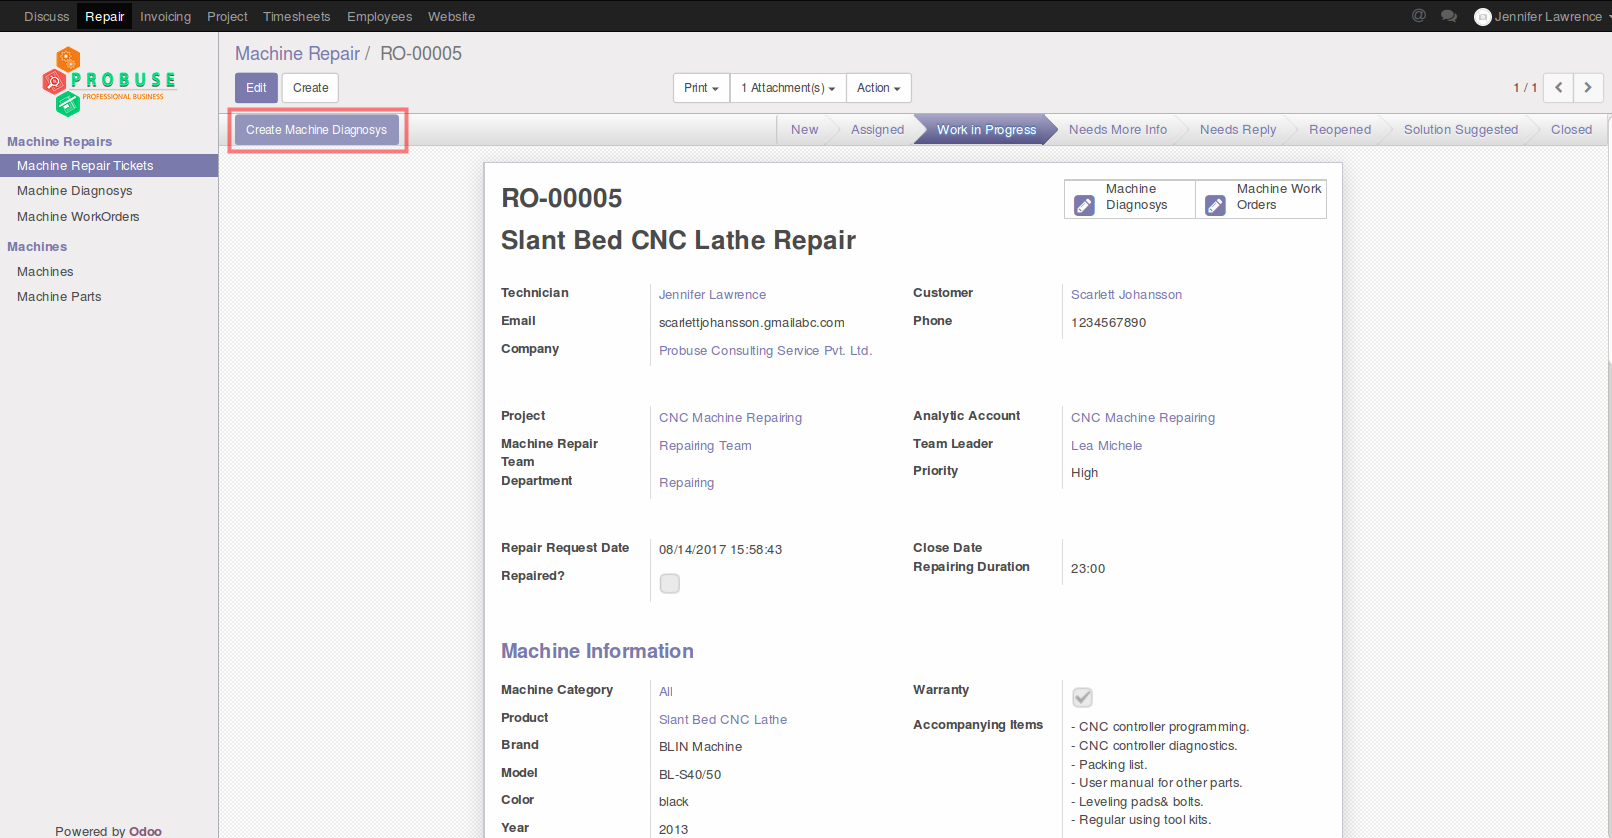 Discuss Repair Invoicing Project Timesheets Employees Website @ Jennifer Lawrence
PROBUSE
PROFESSIONAL BUSINESS
Machine Repairs
Machine Repair Tickets
Machine Diagnosys
Machine WorkOrders
Machines
Machines
Machine Parts
Powered by Odoo
Machine Repair / RO-00005
Edit Create Print 1 Attachment(s) Action 1 / 1
Create Machine Diagnosys New Assigned Work in Progress Needs More Info Needs Reply Reopened Solution Suggested Closed
RO-00005
Machine Diagnosys
Machine Work Orders
Slant Bed CNC Lathe Repair
Technician Jennifer Lawrence Customer Scarlett Johansson
Email scarlettjohansson.gmailabc.com Phone 1234567890
Company Probuse Consulting Service Pvt. Ltd.
Project CNC Machine Repairing Analytic Account CNC Machine Repairing
Machine Repair Team Repairing Team Team Leader Lea Michele
Department Repairing Priority High
Repair Request Date 08/14/2017 15:58:43 Close Date
Repaired? Repairing Duration 23:00
Machine Information
Machine Category All Warranty
Product Slant Bed CNC Lathe Accompanying Items
Brand BLIN Machine
Model BL-S40/50
Color black
Year 2013
- CNC controller programming.
- CNC controller diagnostics.
- Packing list.
- User manual for other parts.
- Leveling pads& bolts.
- Regular using tool kits.